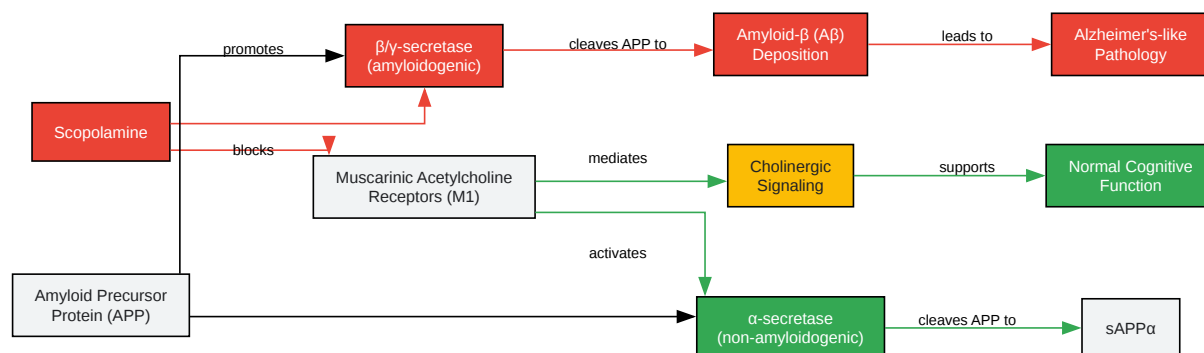 promotes
β/γ-secretase
(amyloidogenic)
cleaves APP to
Amyloid-β (Aβ)
Deposition
leads to
Alzheimer's-like
Pathology
Scopolamine
blocks
Muscarinic Acetylcholine
Receptors (M1)
mediates
Cholinergic
Signaling
supports
Normal Cognitive
Function
activates
Amyloid Precursor
Protein (APP)
α-secretase
(non-amyloidogenic)
cleaves APP to
sAPPα